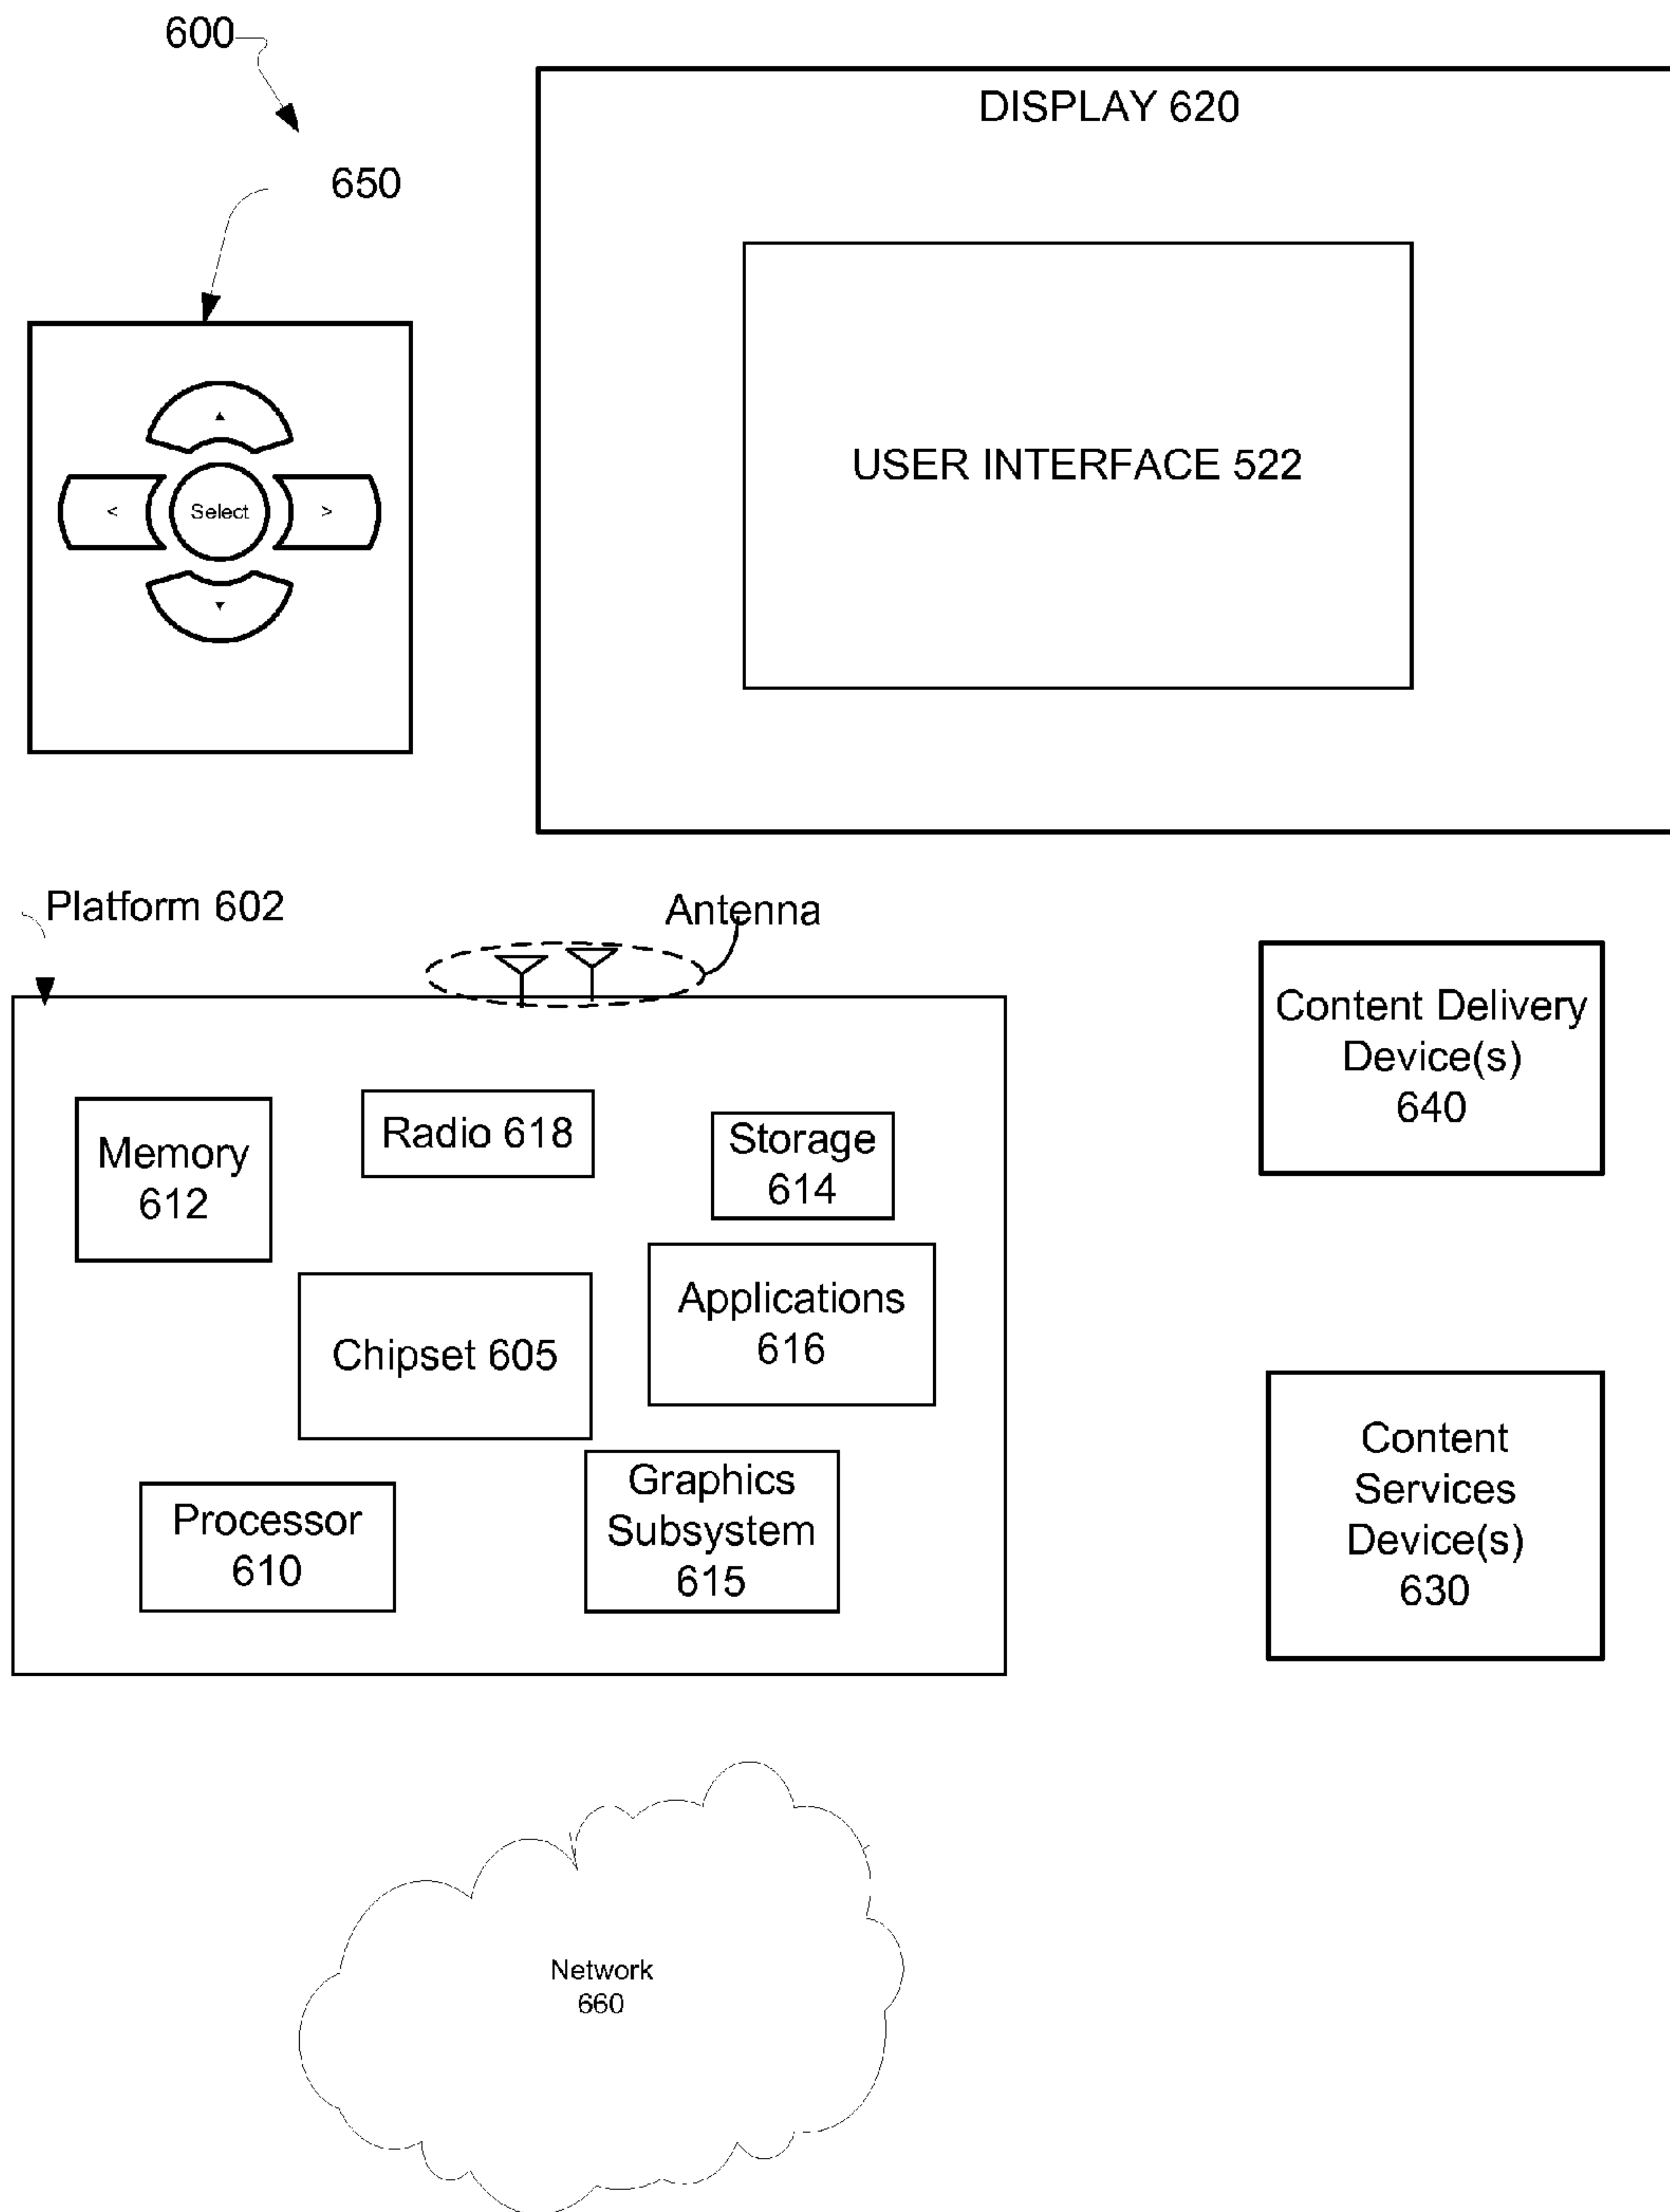 600
DISPLAY 620
650
USER INTERFACE 522
<
Select
>
Platform 602
Antenna
Content Delivery
Device(s)
640
Memory
612
Radio 618
Storage
614
Chipset 605
Applications
616
Processor
610
Graphics
Subsystem
615
Content
Services
Device(s)
630
Network
660